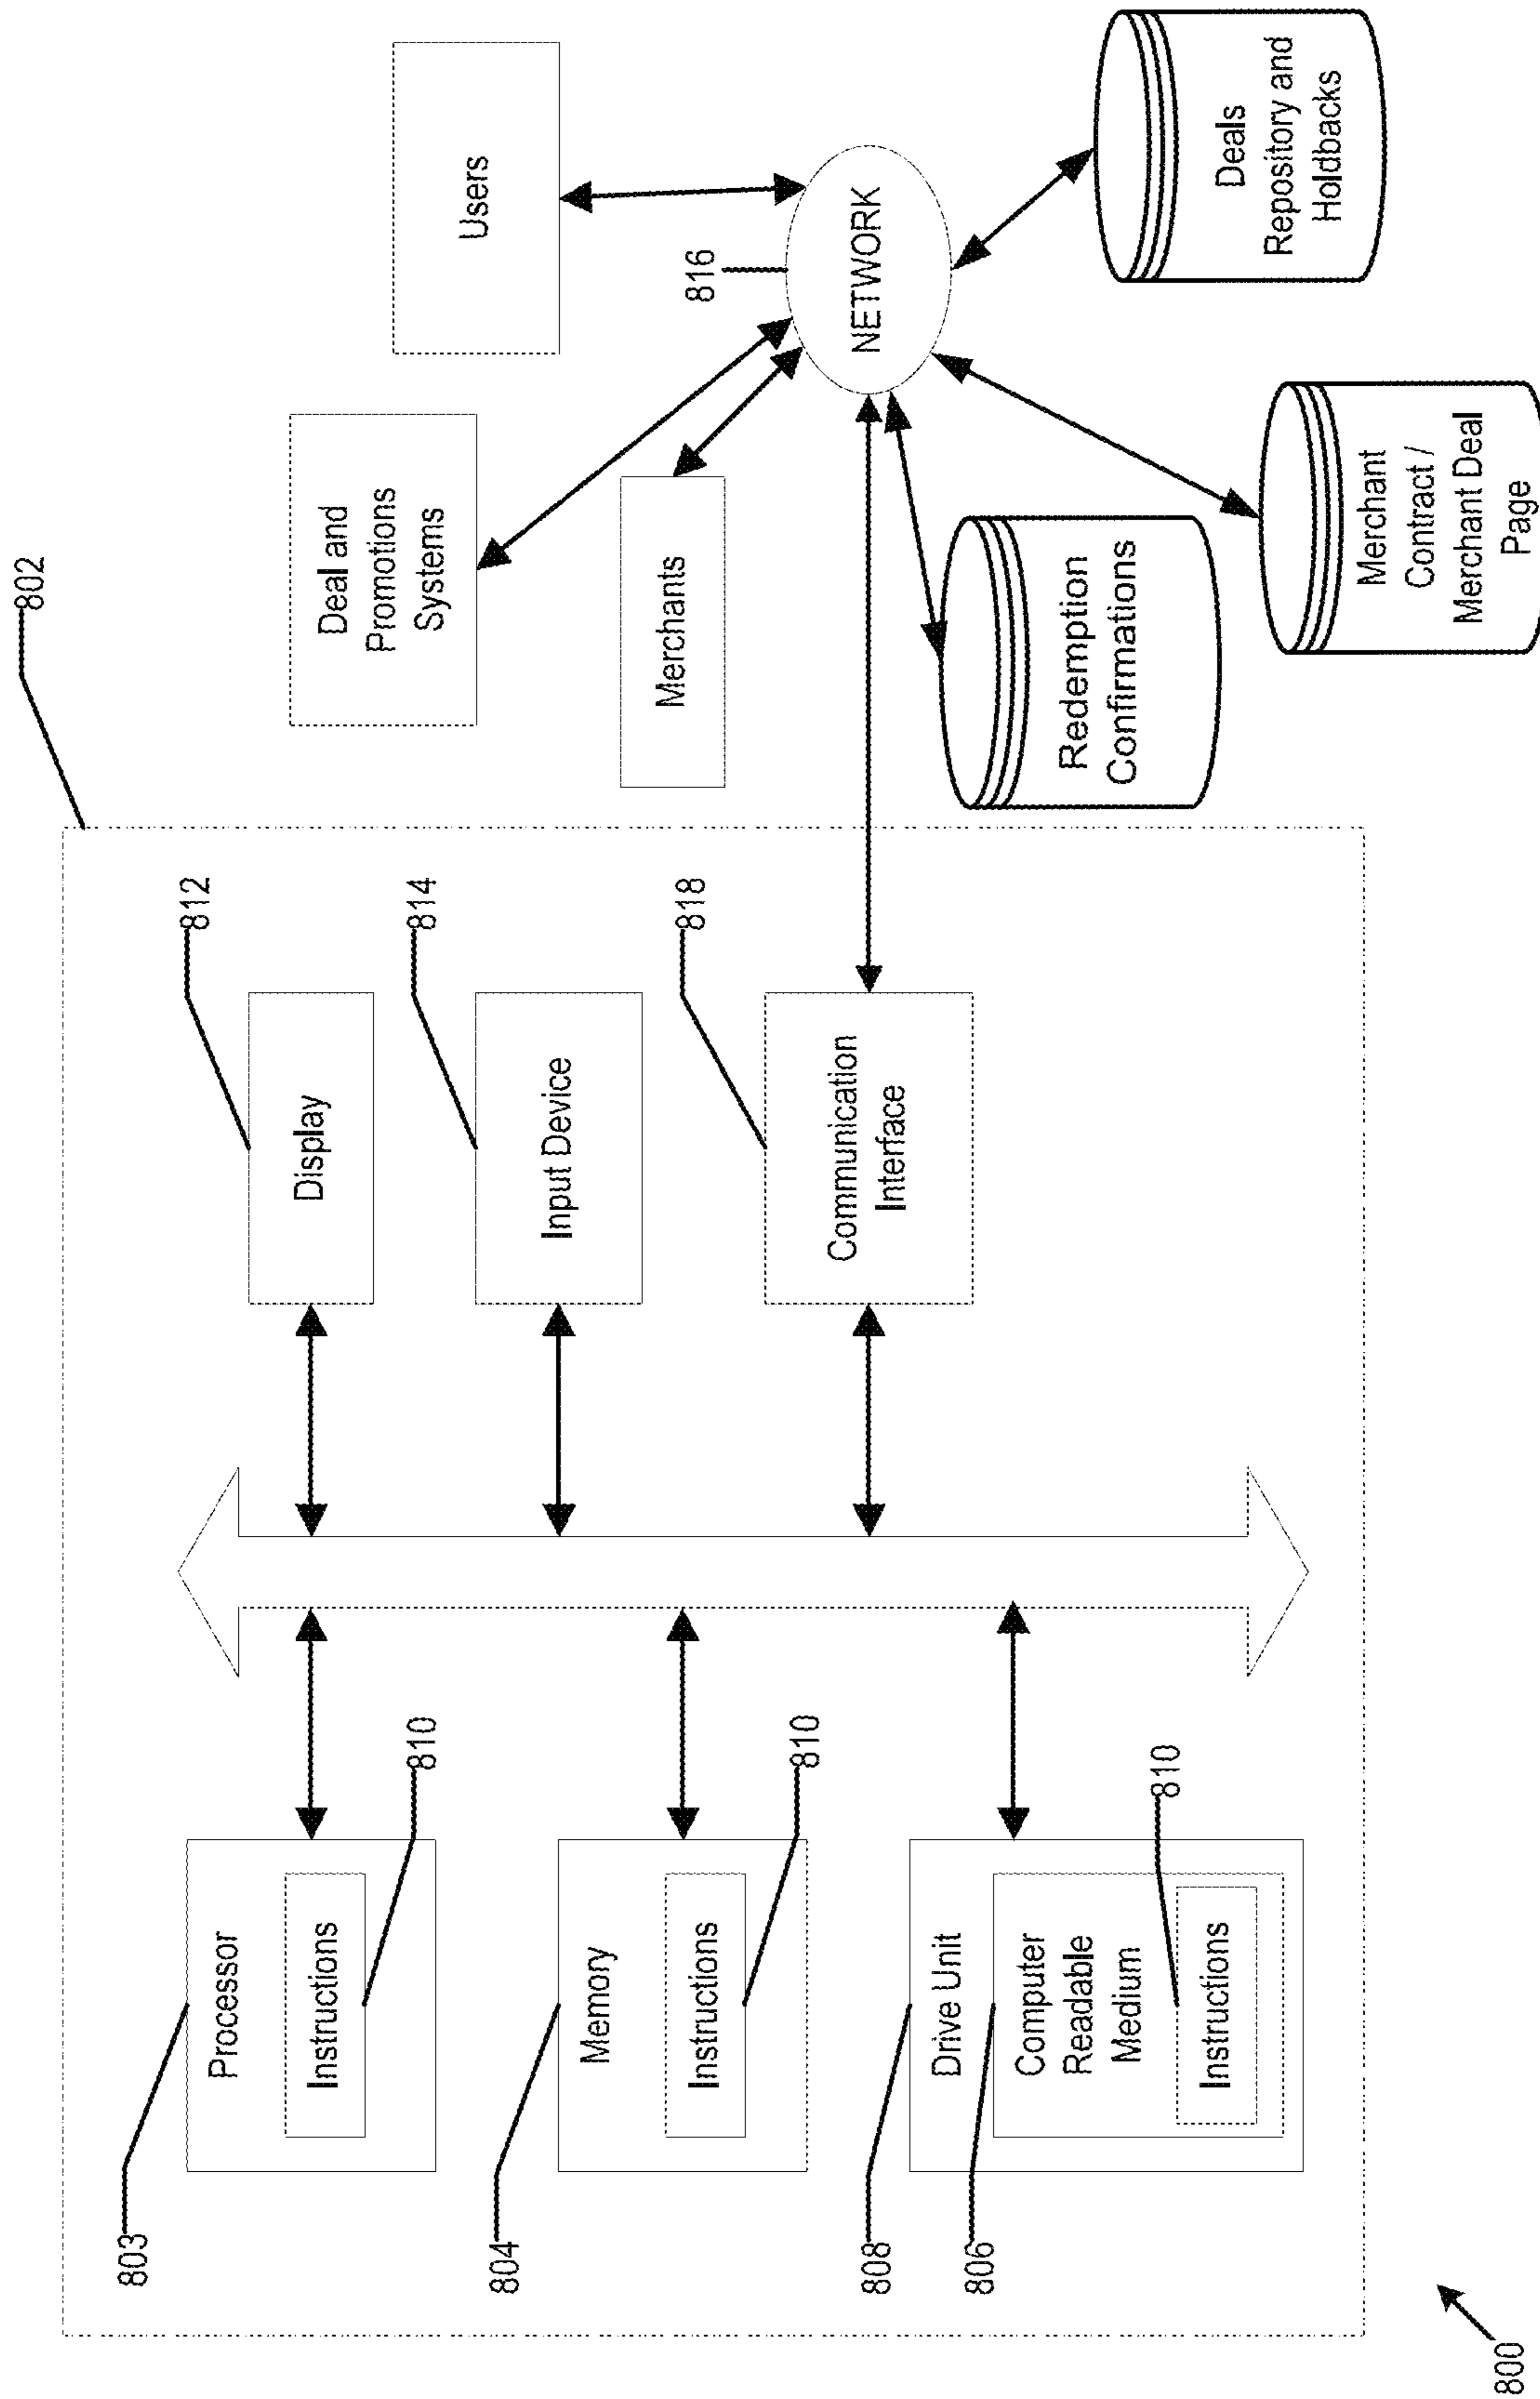 802
803
Processor
Instructions
810
804
Memory
Instructions
810
808
Drive Unit
806
Computer
Readable
Medium
810
Instructions
812
Display
814
Input Device
818
Communication
Interface
Deal and
Promotions
Systems
Users
Merchants
816
NETWORK
Redemption
Confirmations
Merchant
Contract /
Merchant Deal
Page
Deals
Repository and
Holdbacks
800